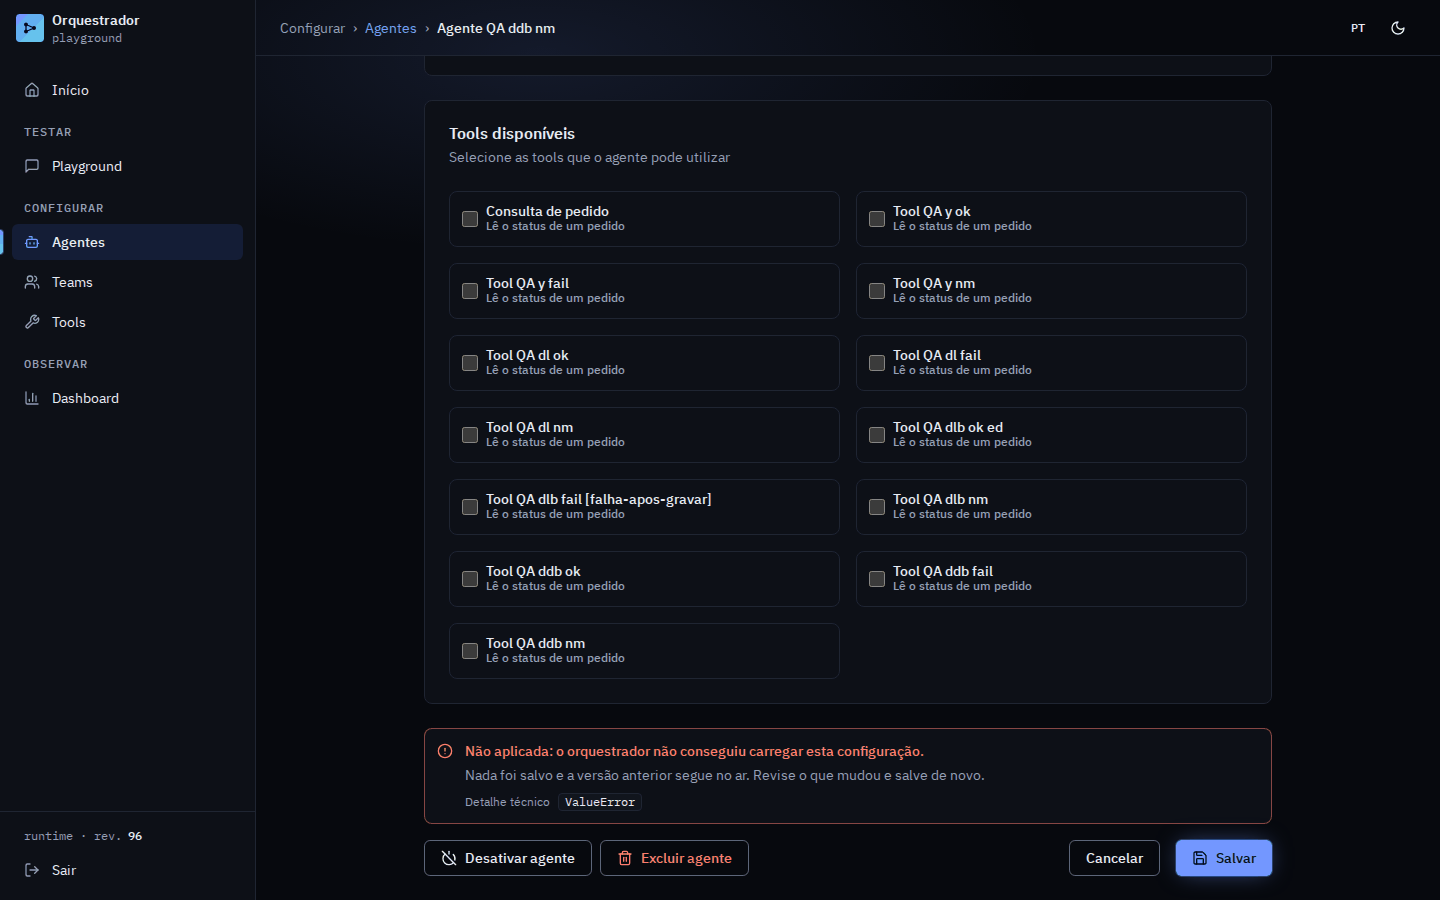 Orquestrador
playground
Configurar › Agentes › Agente QA ddb nm
PT
Início
TESTAR
Playground
CONFIGURAR
Agentes
Teams
Tools
OBSERVAR
Dashboard
Tools disponíveis
Selecione as tools que o agente pode utilizar
Consulta de pedido
Lê o status de um pedido
Tool QA y ok
Lê o status de um pedido
Tool QA y fail
Lê o status de um pedido
Tool QA y nm
Lê o status de um pedido
Tool QA dl ok
Lê o status de um pedido
Tool QA dl fail
Lê o status de um pedido
Tool QA dl nm
Lê o status de um pedido
Tool QA dlb ok ed
Lê o status de um pedido
Tool QA dlb fail [falha-apos-gravar]
Lê o status de um pedido
Tool QA dlb nm
Lê o status de um pedido
Tool QA ddb ok
Lê o status de um pedido
Tool QA ddb fail
Lê o status de um pedido
Tool QA ddb nm
Lê o status de um pedido
Não aplicada: o orquestrador não conseguiu carregar esta configuração.
Nada foi salvo e a versão anterior segue no ar. Revise o que mudou e salve de novo.
Detalhe técnico ValueError
Desativar agente
Excluir agente
Cancelar
Salvar
runtime · rev. 96
Sair